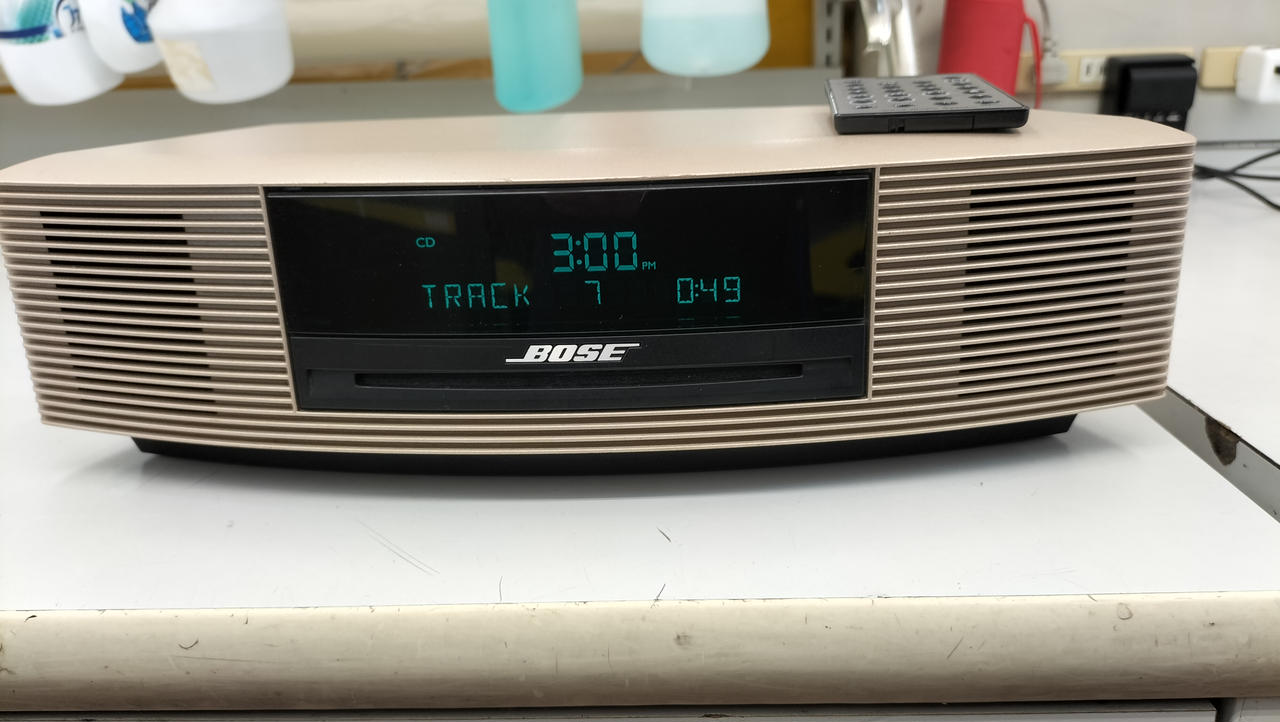 CD
3:00 PM
TRACK 7 0:49
BOSE